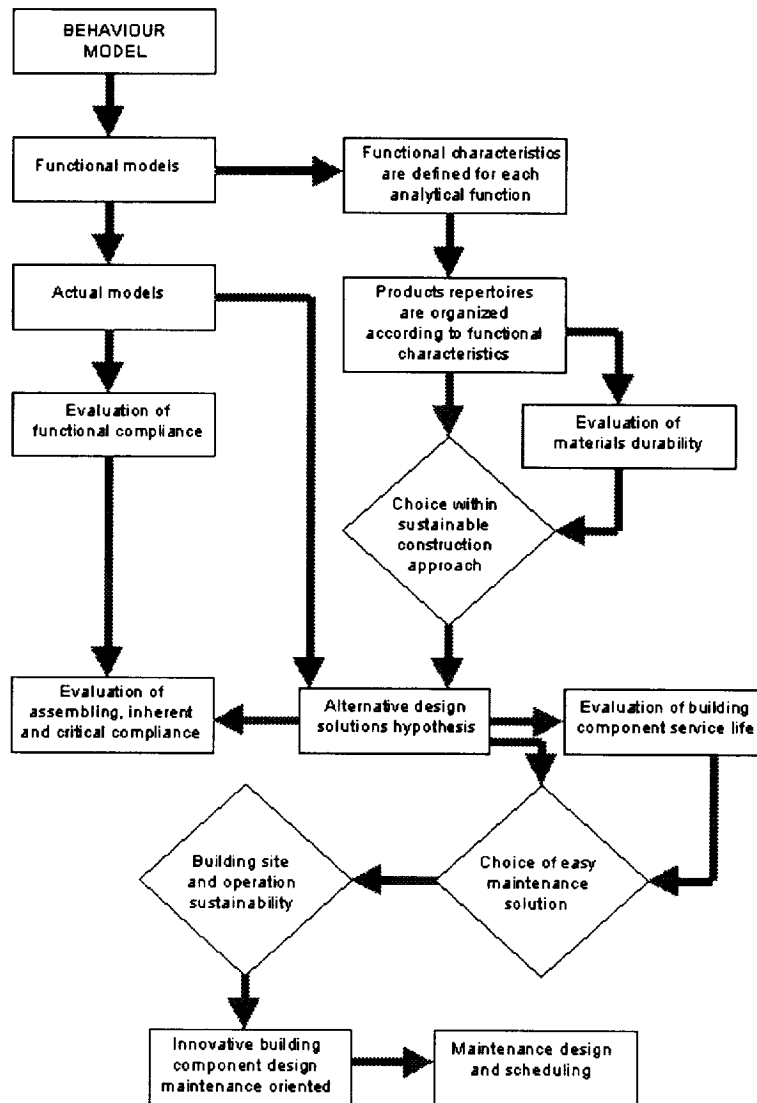 BEHAVIOUR
MODEL
Functional models
Functional characteristics
are defined for each
analytical function
Actual models
Products repertoires
are organized
according to functional
characteristics
Evaluation of
functional compliance
Evaluation of
materials durability
Choice within
sustainable
construction
approach
Evaluation of
assembling, inherent
and critical compliance
Alternative design
solutions hypothesis
Evaluation of building
component service life
Building site
and operation
sustainability
Choice of easy
maintenance
solution
Innovative building
component design
maintenance oriented
Maintenance design
and scheduling